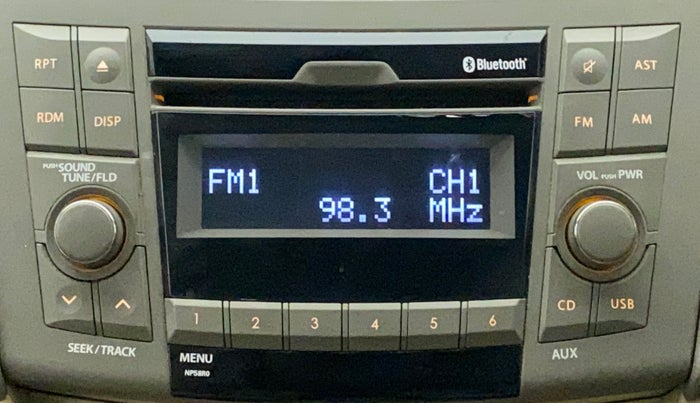 RPT
Bluetooth
AST
RDM
DISP
FM
AM
PUSH SOUND
TUNE/FLD
VOL PUSH PWR
FM1 CH1
98.3 MHz
1 2 3 4 5 6
CD
USB
SEEK/TRACK
MENU
AUX
NP58R0